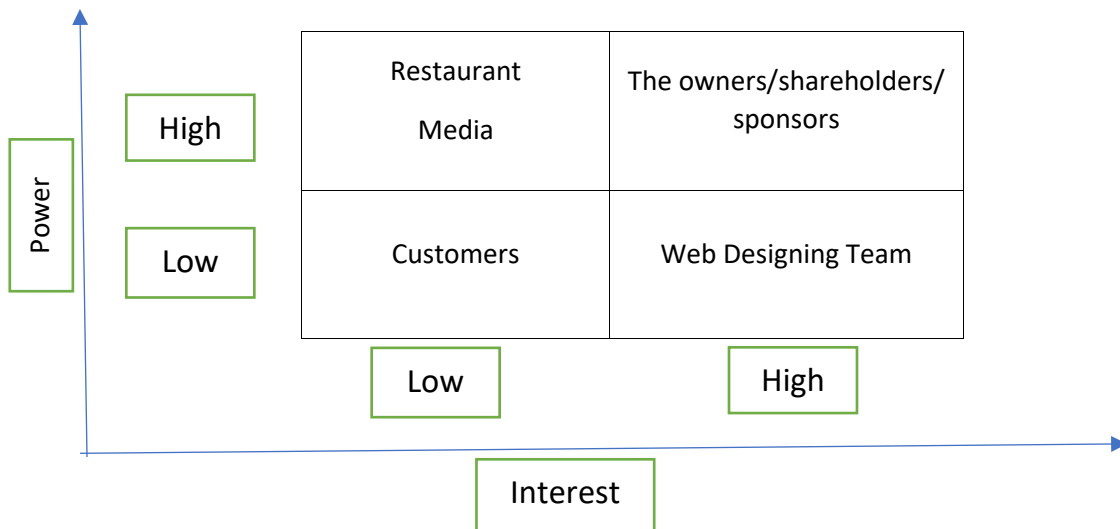 Restaurant
Media
The owners/shareholders/
sponsors
High
Power
Low
Customers
Web Designing Team
Low
High
Interest